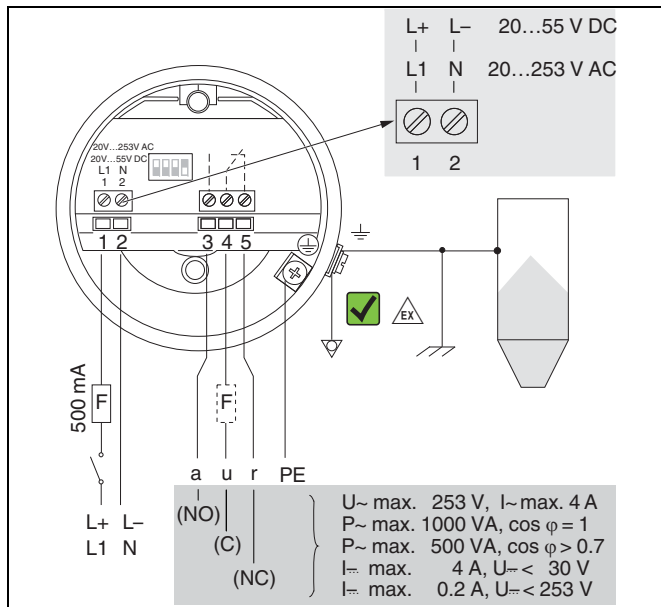 L+ L– 20...55 V DC
L1 N 20...253 V AC
1 2
20V...253V AC
20V...55V DC
L1 N
1 2
1 2 3 4 5
EX
500 mA
F
F
a u r PE
L+ L–
L1 N
(NO)
(C)
(NC)
U~ max. 253 V, I~ max. 4 A
P~ max. 1000 VA, cos φ = 1
P~ max. 500 VA, cos φ > 0.7
I⎓ max. 4 A, U⎓ < 30 V
I⎓ max. 0.2 A, U⎓ < 253 V